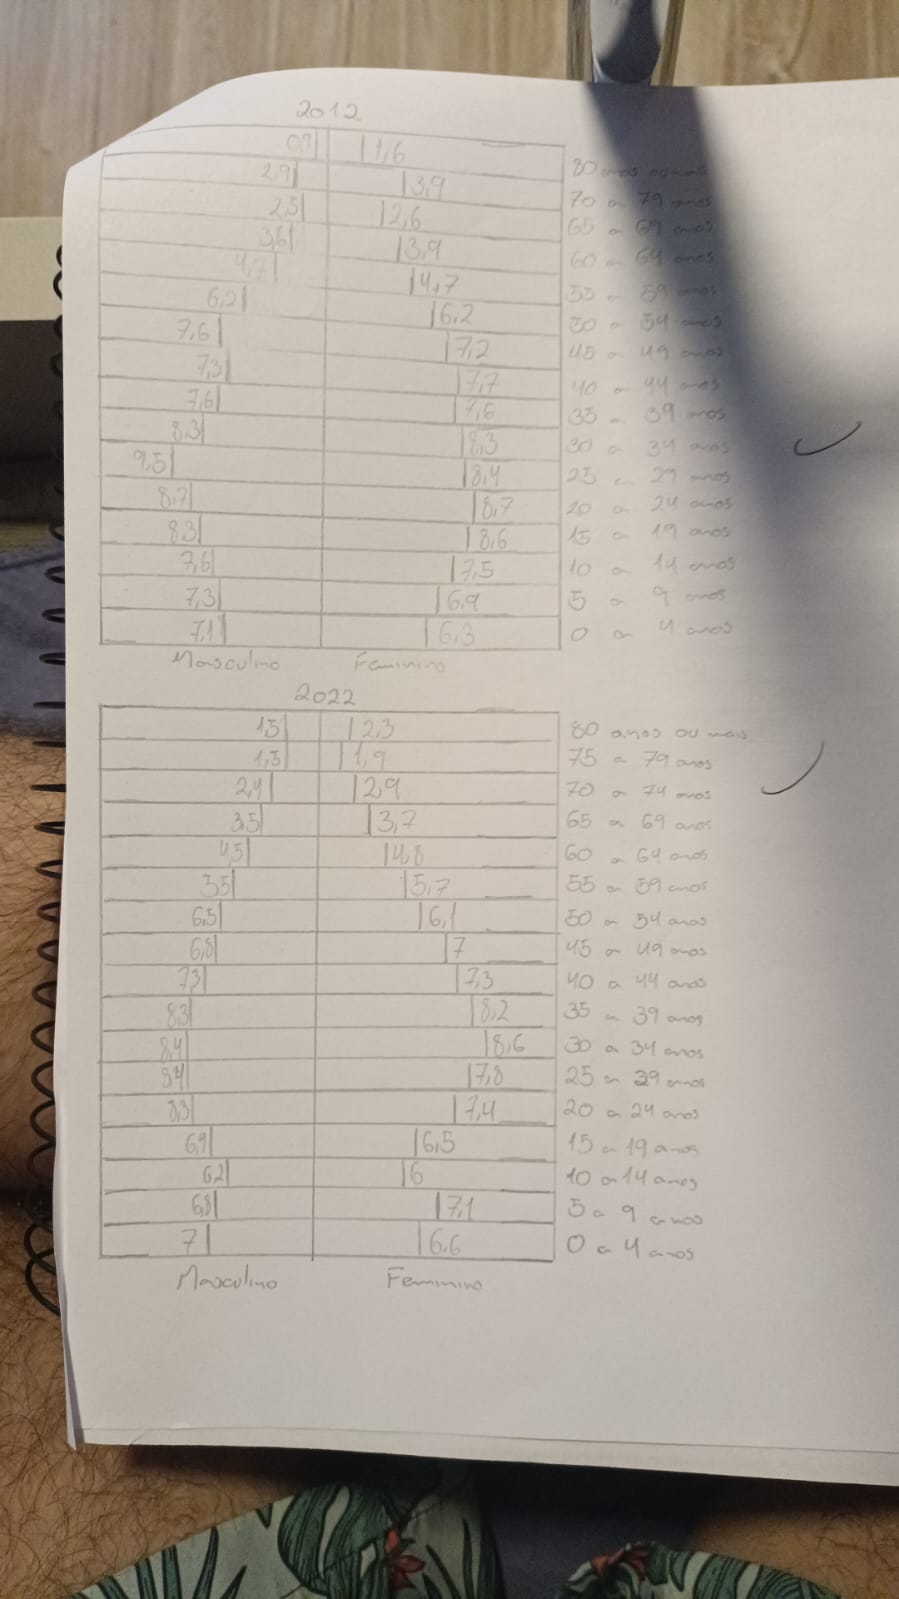 2012
0,9 1,6 80 anos ou mais
2,9 3,9 70 a 79 anos
2,5 2,6 65 a 69 anos
3,6 3,9 60 a 64 anos
4,7 4,7 55 a 59 anos
6,2 6,2 50 a 54 anos
7,6 7,2 45 a 49 anos
7,3 7,7 40 a 44 anos
7,6 7,6 35 a 39 anos
8,3 8,3 30 a 34 anos
9,5 8,4 25 a 29 anos
8,7 8,7 20 a 24 anos
8,3 8,6 15 a 19 anos
7,6 7,5 10 a 14 anos
7,3 6,9 5 a 9 anos
7,1 6,3 0 a 4 anos
Masculino Feminino
2022
1,5 2,3 80 anos ou mais
1,5 1,9 75 a 79 anos
2,4 2,9 70 a 74 anos
3,5 3,7 65 a 69 anos
4,5 4,8 60 a 64 anos
5,7 55 a 59 anos
6,5 6,1 50 a 54 anos
6,8 7 45 a 49 anos
7,3 7,3 40 a 44 anos
8,3 8,2 35 a 39 anos
8,4 8,6 30 a 34 anos
8,4 7,8 25 a 29 anos
8,3 7,4 20 a 24 anos
6,9 6,5 15 a 19 anos
6,2 6 10 a 14 anos
6,8 7,1 5 a 9 anos
7 6,6 0 a 4 anos
Masculino Feminino